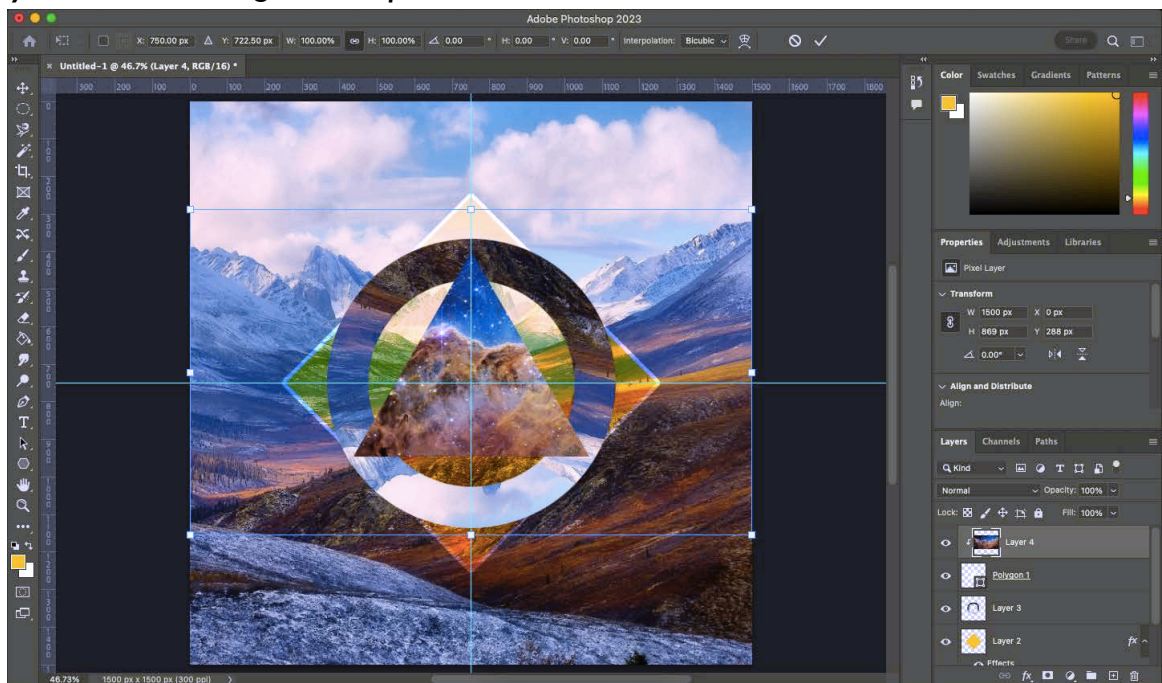 Adobe Photoshop 2023
X: 750.00 px Y: 722.50 px W: 100.00% H: 100.00% 0.00 ° H: 0.00 ° V: 0.00 ° Interpolation: Bicubic Share
× Untitled-1 @ 46.7% (Layer 4, RGB/16) *
300 200 100 0 100 200 300 400 500 600 700 800 900 1000 1100 1200 1300 1400 1500 1600 1700 1800
Color Swatches Gradients Patterns
Properties Adjustments Libraries
Pixel Layer
Transform
W 1500 px X 0 px
H 869 px Y 288 px
0.00°
Align and Distribute
Align:
Layers Channels Paths
Kind
Normal Opacity: 100%
Lock: Fill: 100%
Layer 4
Polygon 1
Layer 3
Layer 2 fx
Effects
fx
46.73% 1500 px x 1500 px (300 ppi) >